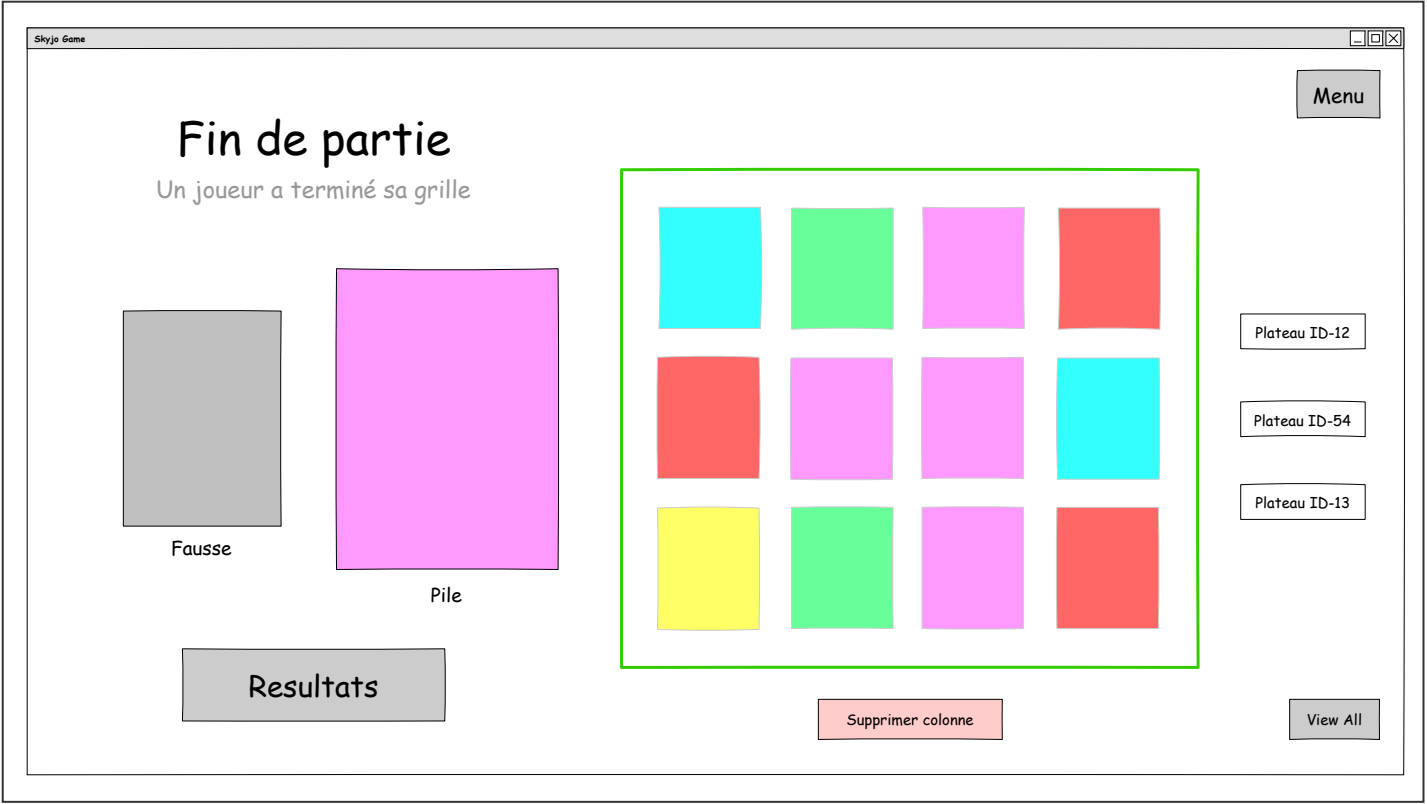 Skyjo Game
Menu
Fin de partie
Un joueur a terminé sa grille
Plateau ID-12
Plateau ID-54
Plateau ID-13
Fausse
Pile
Resultats
Supprimer colonne
View All